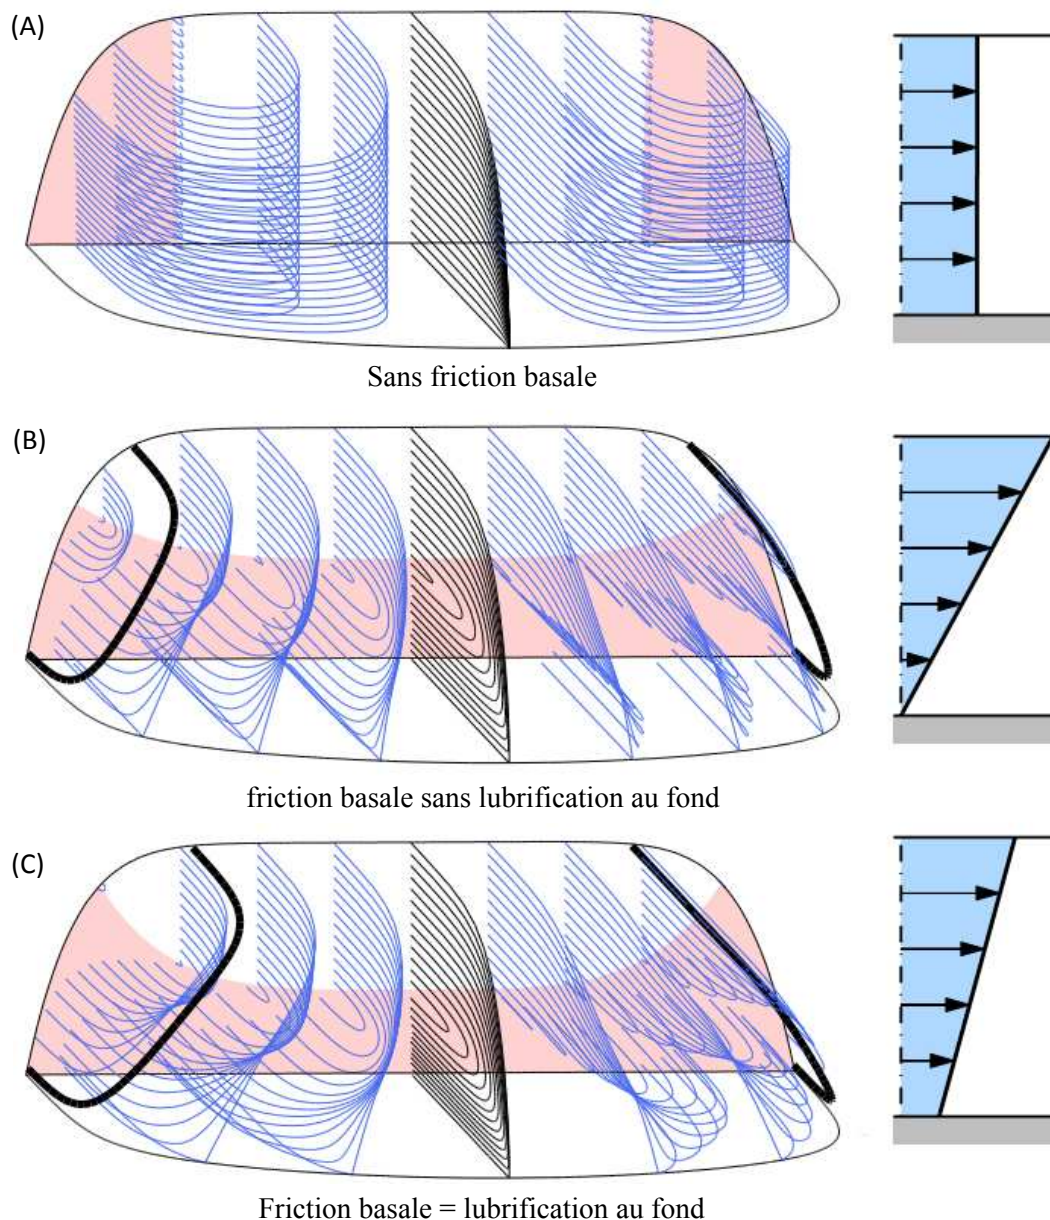 (A)
Sans friction basale
(B)
friction basale sans lubrification au fond
(C)
Friction basale = lubrification au fond